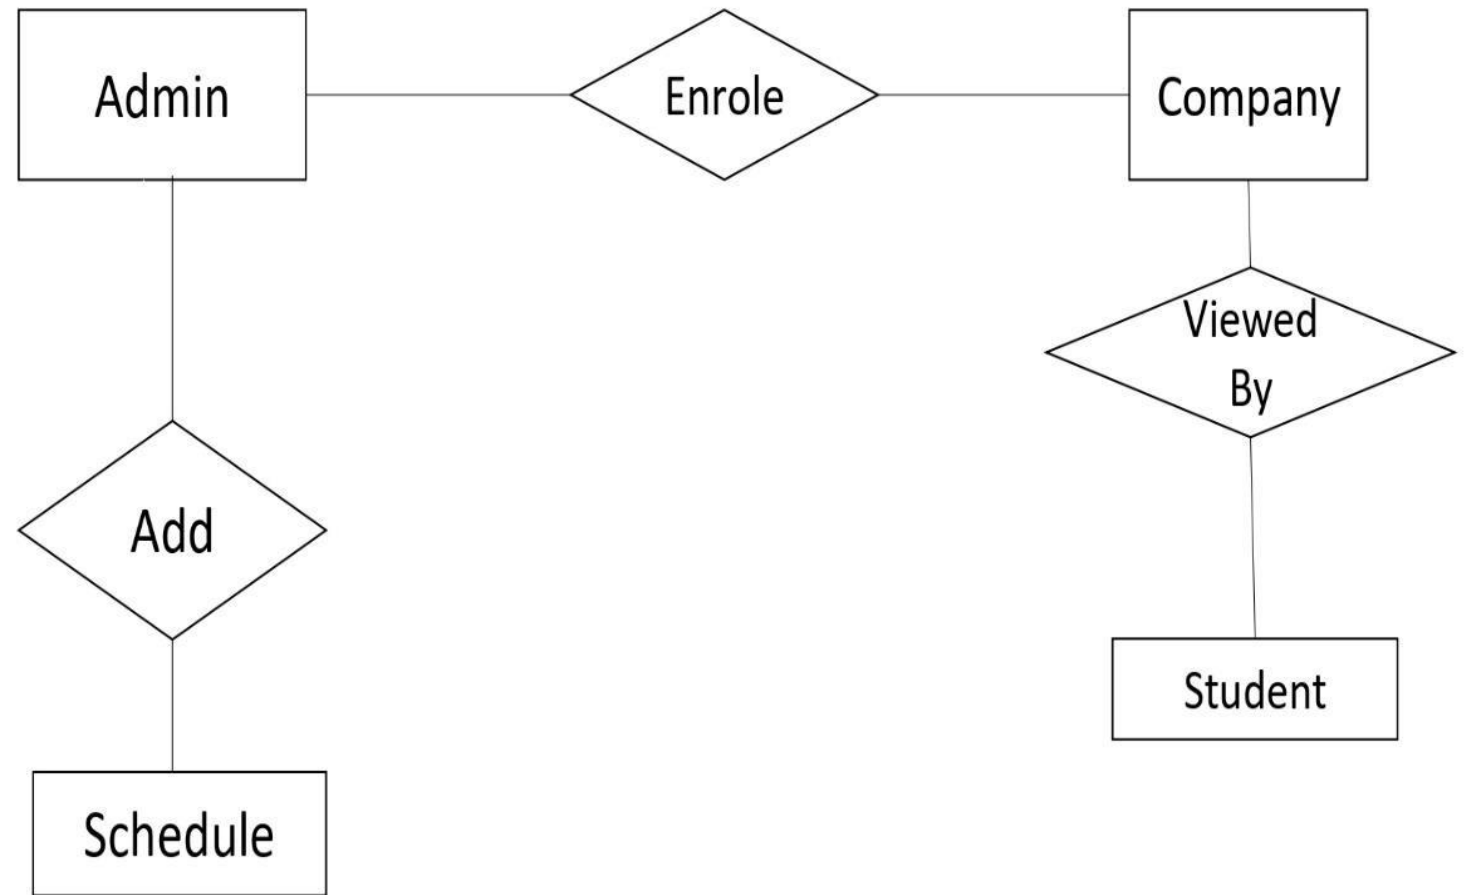 Admin
Enrole
Company
Viewed
By
Add
Student
Schedule